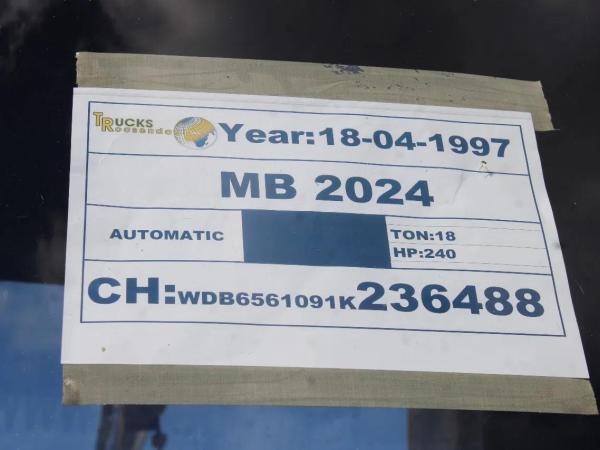 TRUCKS
Roosendaal
Year:18-04-1997
MB 2024
AUTOMATIC
TON:18
HP:240
CH:WDB6561091K236488